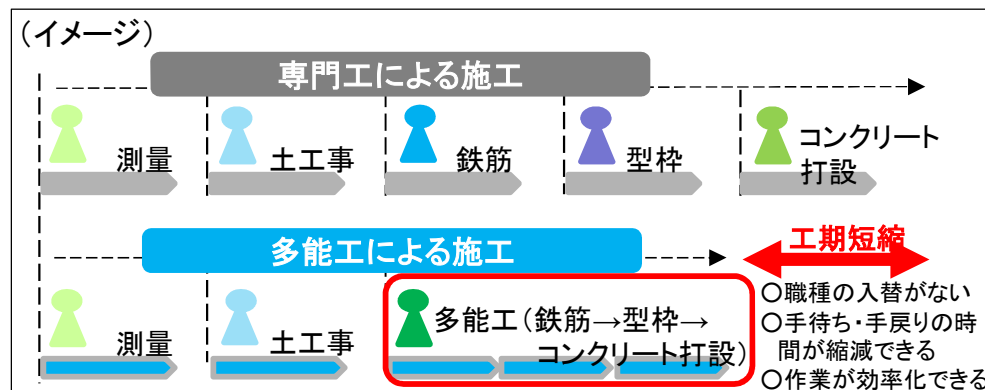 (イメージ)
専門工による施工
測量
土工事
鉄筋
型枠
コンクリート
打設
多能工による施工
工期短縮
測量
土工事
多能工(鉄筋→型枠→
コンクリート打設)
○職種の入替がない
○手待ち・手戻りの時
間が縮減できる
○作業が効率化できる